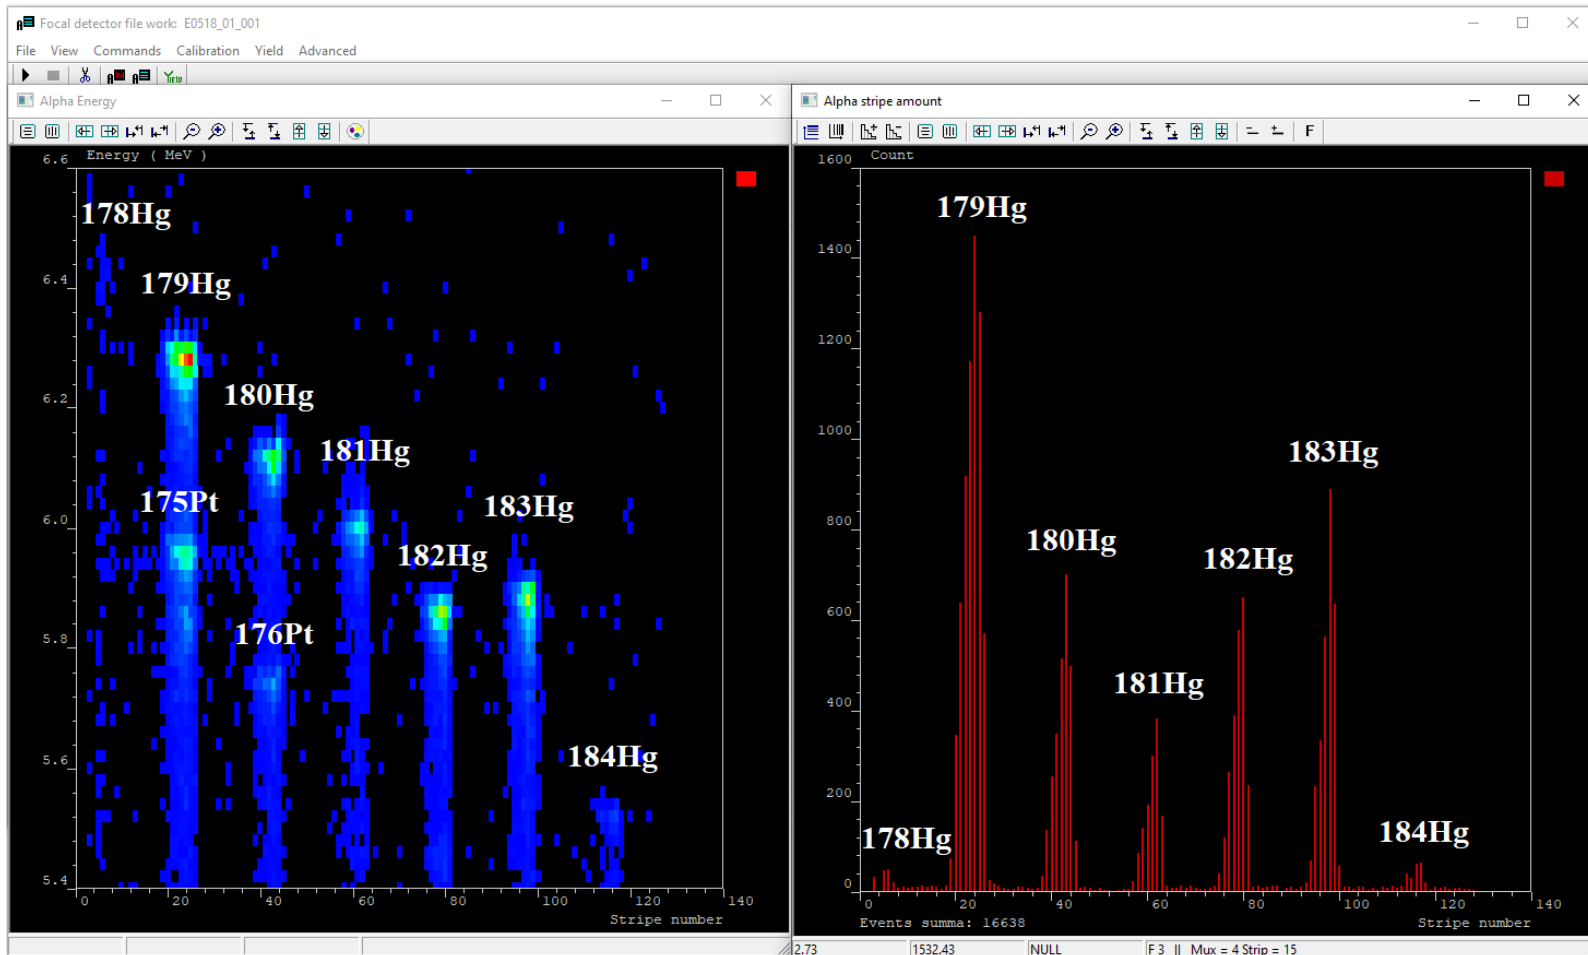 Focal detector file work: E0518_01_001
File View Commands Calibration Yield Advanced
Yield
Alpha Energy
Energy ( MeV )
6.6
178Hg
6.4
179Hg
6.2
180Hg
181Hg
6.0
175Pt
183Hg
182Hg
5.8
176Pt
5.6
184Hg
5.4
0 20 40 60 80 100 120 140
Stripe number
Alpha stripe amount
F
Count
1600
179Hg
1400
1200
1000
183Hg
800
180Hg
182Hg
600
181Hg
400
200
178Hg
184Hg
0
20 40 60 80 100 120 140
Events summa: 16638
Stripe number
2.73 1532.43 NULL F 3 || Mux = 4 Strip = 15